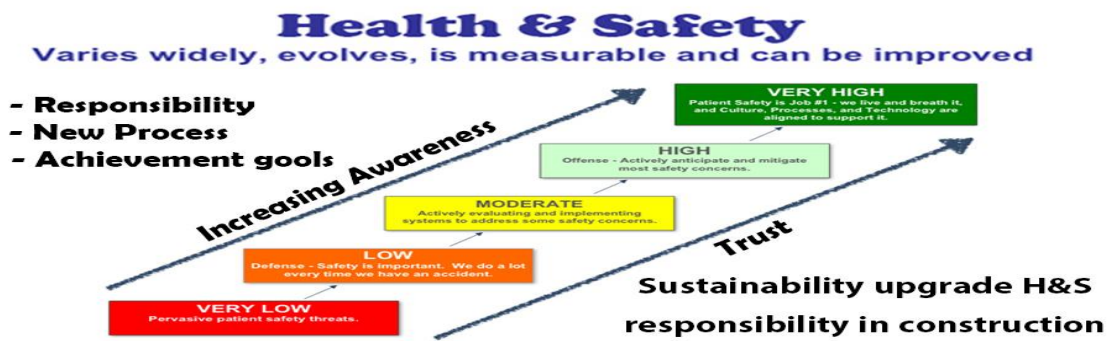 Health & Safety
Varies widely, evolves, is measurable and can be improved
- Responsibility
- New Process
- Achievement gools
Increasing Awareness
VERY HIGH
Patient Safety is Job #1 - we live and breath it,
and Culture, Processes, and Technology are
aligned to support it.
HIGH
Offense - Actively anticipate and mitigate
most safety concerns.
MODERATE
Actively evaluating and implementing
systems to address some safety concerns.
LOW
Defense - Safety is important. We do a lot
every time we have an accident.
VERY LOW
Pervasive patient safety threats.
Trust
Sustainability upgrade H&S
responsibility in construction